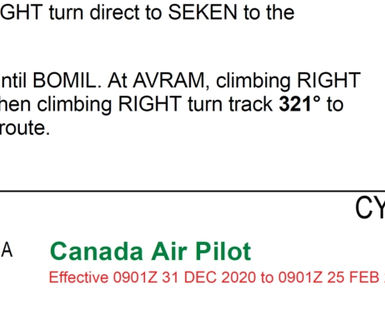 GHT turn direct to SEKEN to the
ntil BOMIL. At AVRAM, climbing RIGHT
hen climbing RIGHT turn track 321° to
route.
CY
A
Canada Air Pilot
Effective 0901Z 31 DEC 2020 to 0901Z 25 FEB